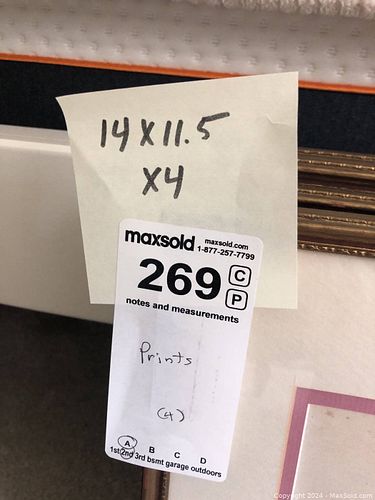 14 X 11.5
X4
maxsold maxsold.com
1-877-257-7799
269 C
P
notes and measurements
Prints
(4)
A B C D
1st 2nd 3rd bsmt garage outdoors
Copyright 2024 - MaxSold.com